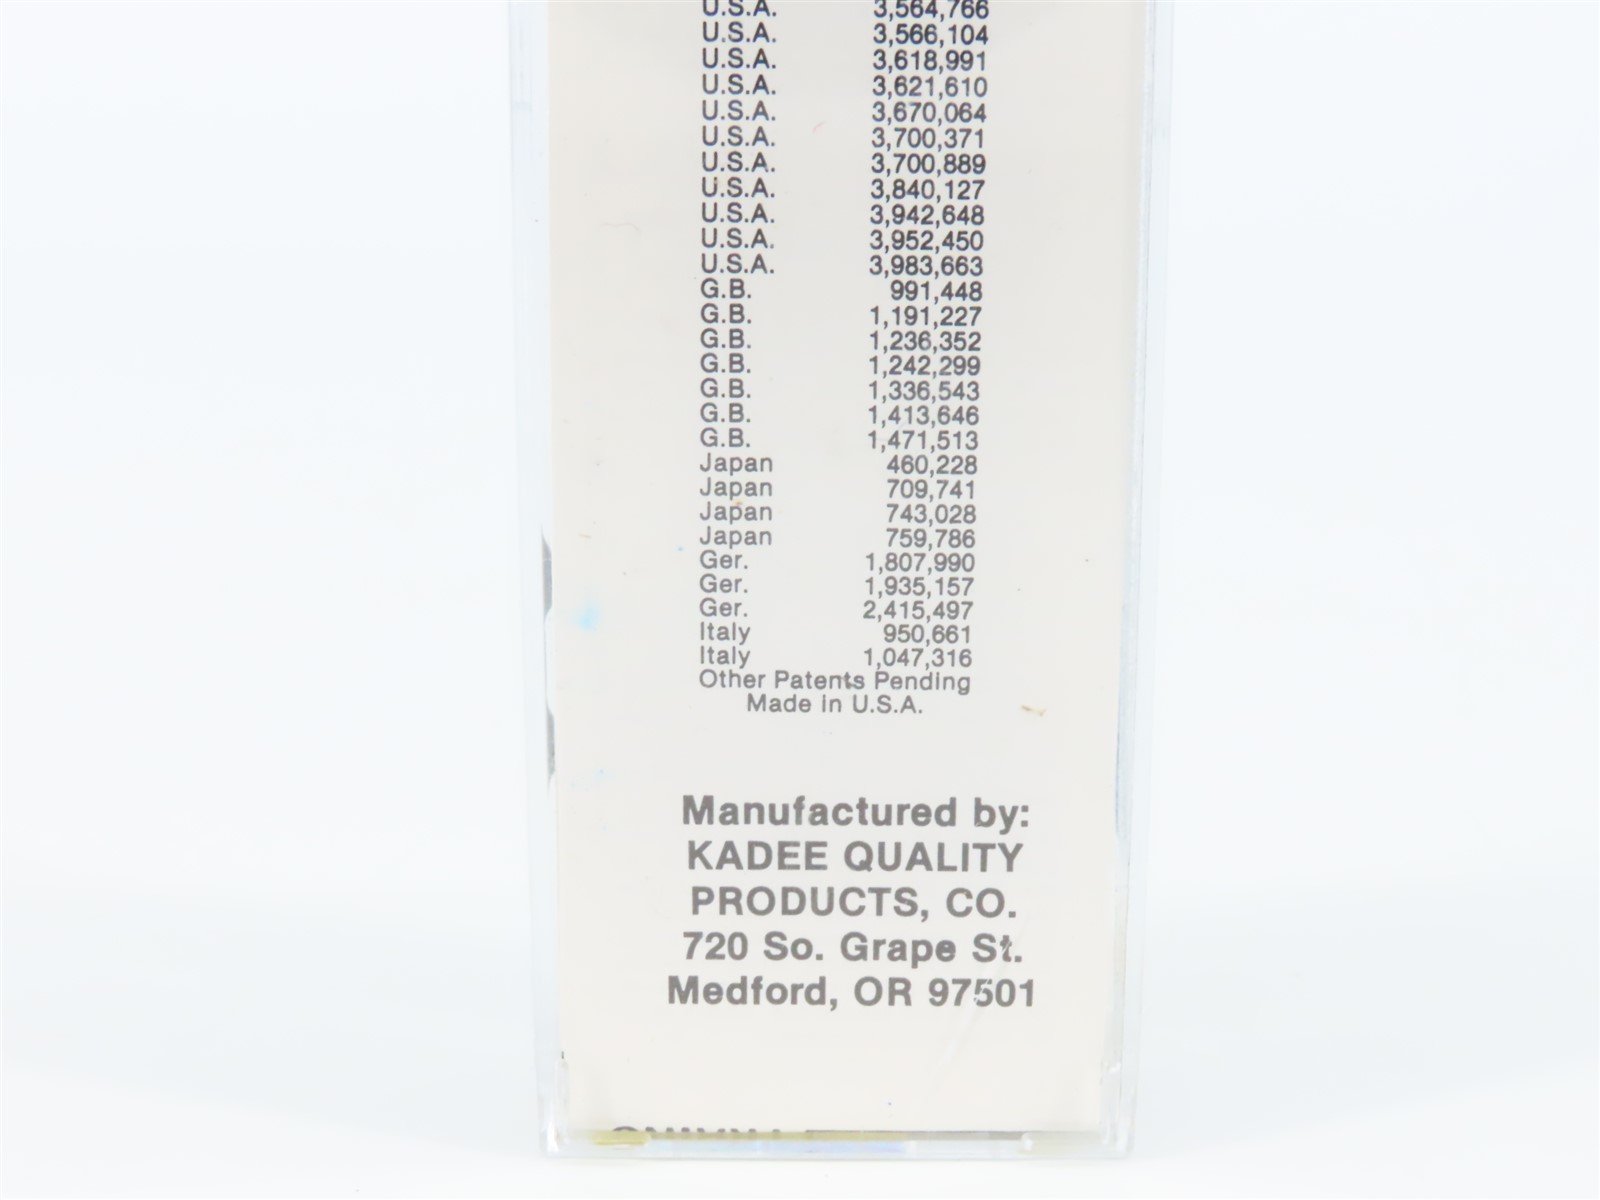 U.S.A. 3,564,766
U.S.A. 3,566,104
U.S.A. 3,618,991
U.S.A. 3,621,610
U.S.A. 3,670,064
U.S.A. 3,700,371
U.S.A. 3,700,889
U.S.A. 3,840,127
U.S.A. 3,942,648
U.S.A. 3,952,450
U.S.A. 3,983,663
G.B. 991,448
G.B. 1,191,227
G.B. 1,236,352
G.B. 1,242,299
G.B. 1,336,543
G.B. 1,413,646
G.B. 1,471,513
Japan 460,228
Japan 709,741
Japan 743,028
Japan 759,786
Ger. 1,807,990
Ger. 1,935,157
Ger. 2,415,497
Italy 950,661
Italy 1,047,316
Other Patents Pending
Made in U.S.A.
Manufactured by:
KADEE QUALITY
PRODUCTS, CO.
720 So. Grape St.
Medford, OR 97501